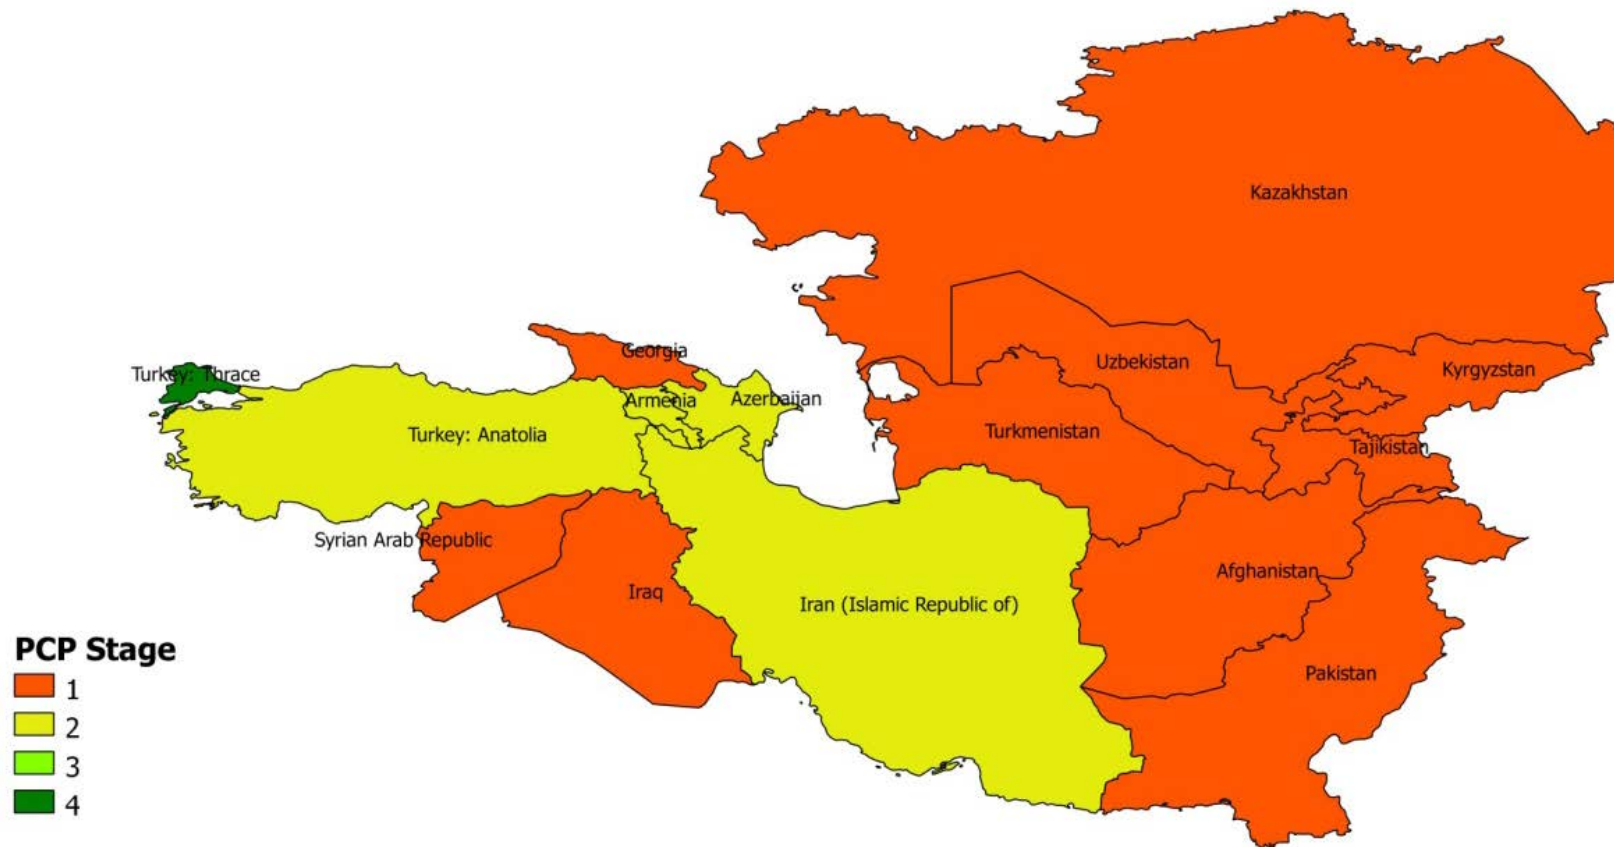 Kazakhstan
Georgia
Uzbekistan
Kyrgyzstan
Turkey: Thrace
Armenia
Azerbaijan
Turkey: Anatolia
Turkmenistan
Tajikistan
Syrian Arab Republic
Afghanistan
Iraq
Iran (Islamic Republic of)
Pakistan
PCP Stage
1
2
3
4